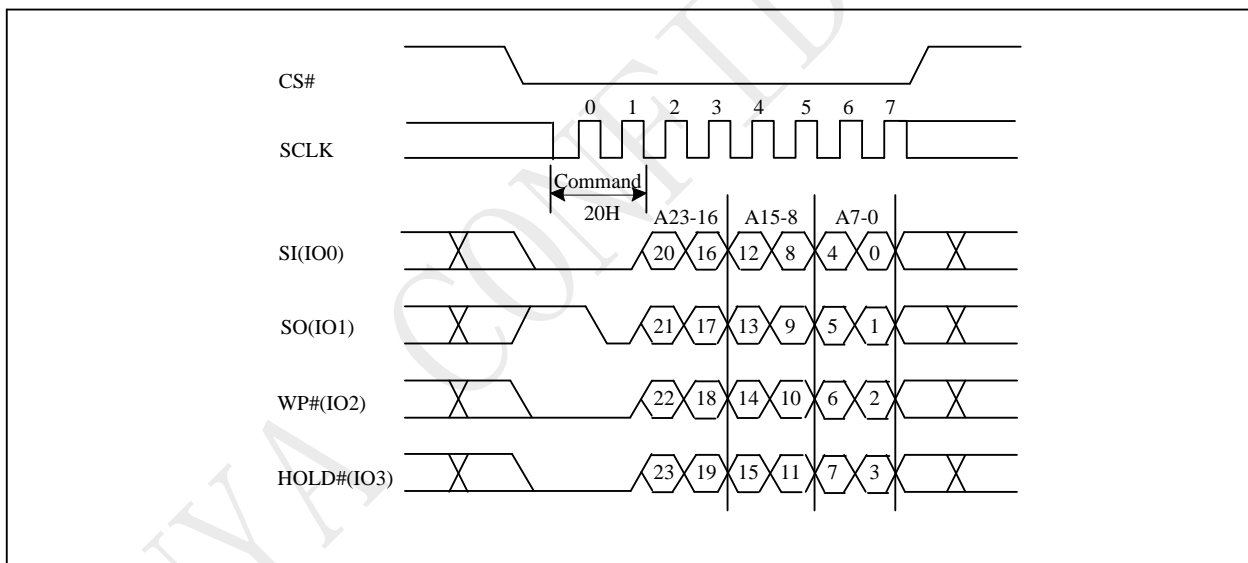 CS#
0 1 2 3 4 5 6 7
SCLK
Command
20H
A23-16 A15-8 A7-0
SI(IO0)
20 16 12 8 4 0
SO(IO1)
21 17 13 9 5 1
WP#(IO2)
22 18 14 10 6 2
HOLD#(IO3)
23 19 15 11 7 3
YA CONFID